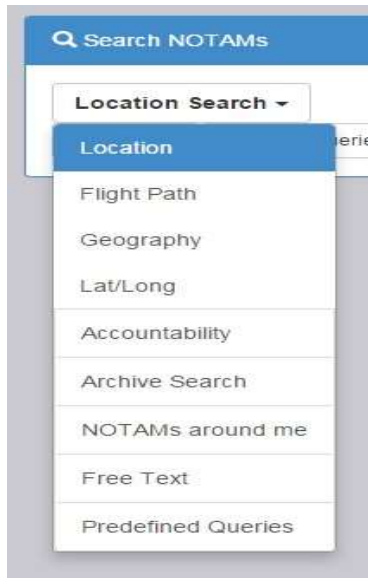 Search NOTAMs
Location Search
Location
Flight Path
Geography
Lat/Long
Accountability
Archive Search
NOTAMs around me
Free Text
Predefined Queries